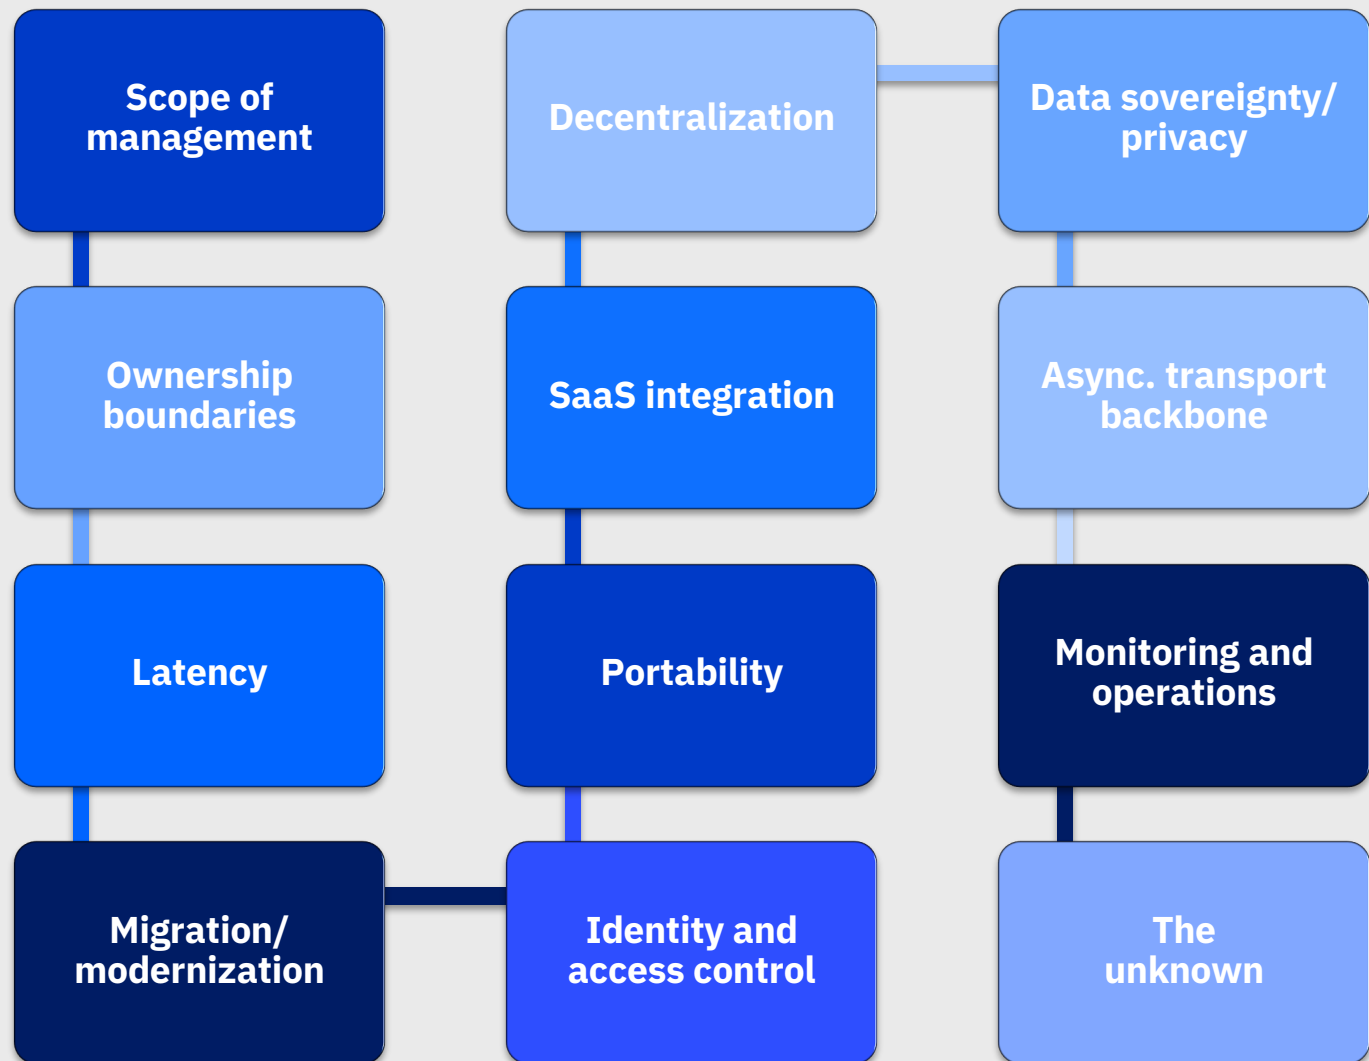 Scope of
management
Ownership
boundaries
Latency
Migration/
modernization
Identity and
access control
Portability
SaaS integration
Decentralization
Data sovereignty/
privacy
Async. transport
backbone
Monitoring and
operations
The
unknown